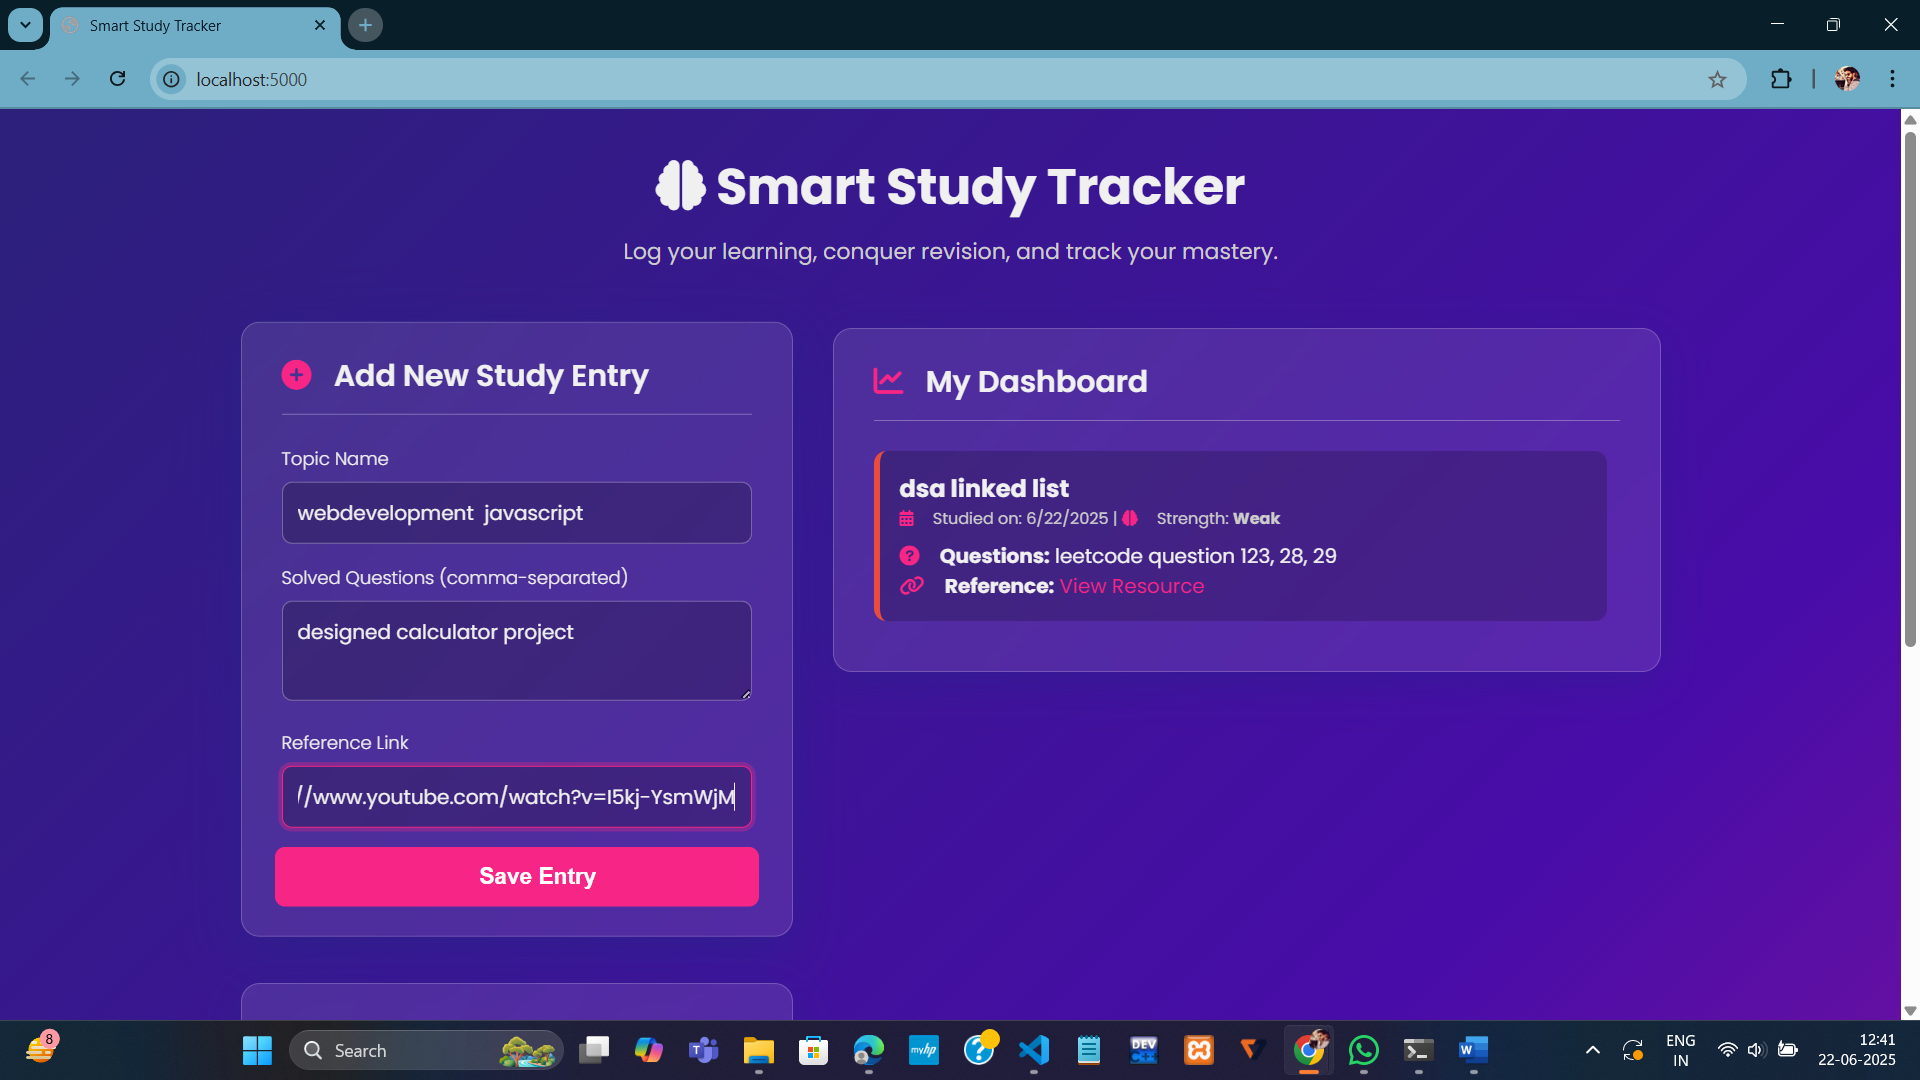 Smart Study Tracker
localhost:5000
Smart Study Tracker
Log your learning, conquer revision, and track your mastery.
Add New Study Entry
Topic Name
webdevelopment  javascript
Solved Questions (comma-separated)
designed calculator project
Reference Link
//www.youtube.com/watch?v=I5kj-YsmWjM
Save Entry
My Dashboard
dsa linked list
Studied on: 6/22/2025 | Strength: Weak
Questions: leetcode question 123, 28, 29
Reference: View Resource
8
Search
T
myhp
?
DEV
C++
W
ENG
IN
12:41
22-06-2025